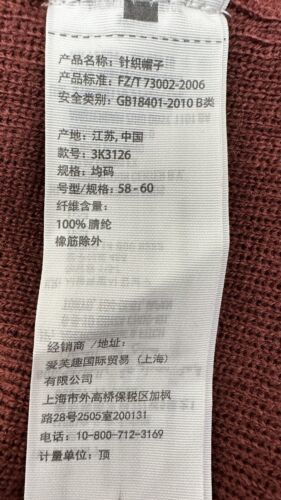 产品名称: 针织帽子
产品标准: FZ/T 73002-2006
安全类别: GB18401-2010 B类
产地: 江苏, 中国
款号: 3K3126
规格: 均码
号型/规格: 58-60
纤维含量:
100% 腈纶
橡筋除外
经销商 /地址:
爱芙趣国际贸易 (上海)
有限公司
上海市外高桥保税区加枫
路28号2505室200131
电话: 10-800-712-3169
计量单位: 顶